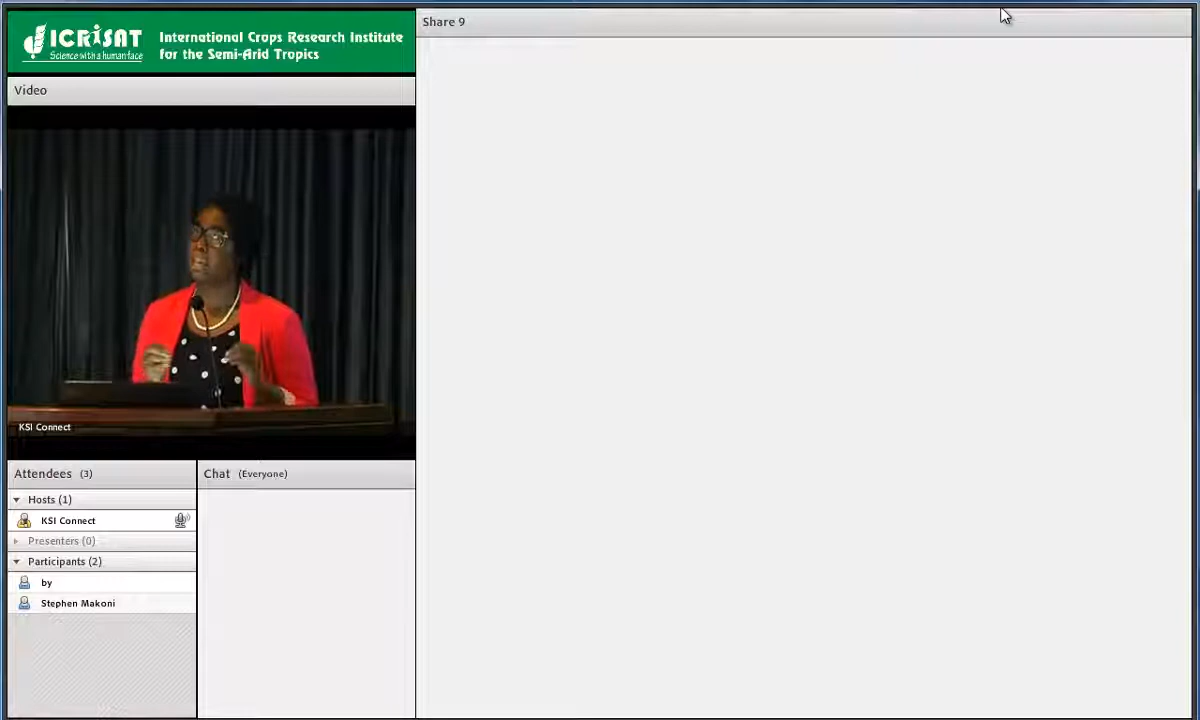 ICRISAT
Science with a human face
International Crops Research Institute
for the Semi-Arid Tropics
Video
KSI Connect
Attendees (3)
Hosts (1)
KSI Connect
Presenters (0)
Participants (2)
by
Stephen Makoni
Chat (Everyone)
Share 9